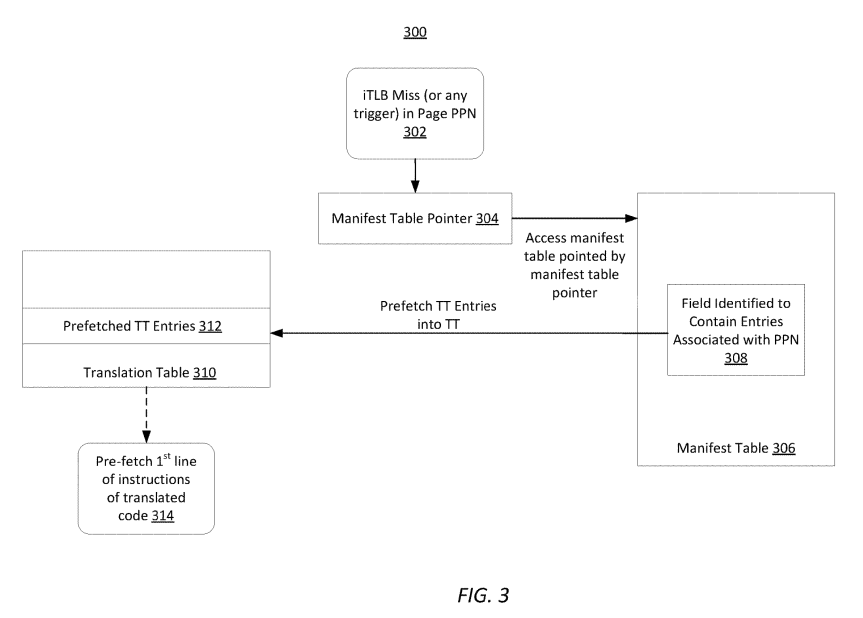 300
iTLB Miss (or any
trigger) in Page PPN
302
Manifest Table Pointer 304
Access manifest
table pointed by
manifest table
pointer
Prefetch TT Entries
into TT
Field Identified to
Contain Entries
Associated with PPN
308
Manifest Table 306
Prefetched TT Entries 312
Translation Table 310
Pre-fetch 1st line
of instructions
of translated
code 314
FIG. 3